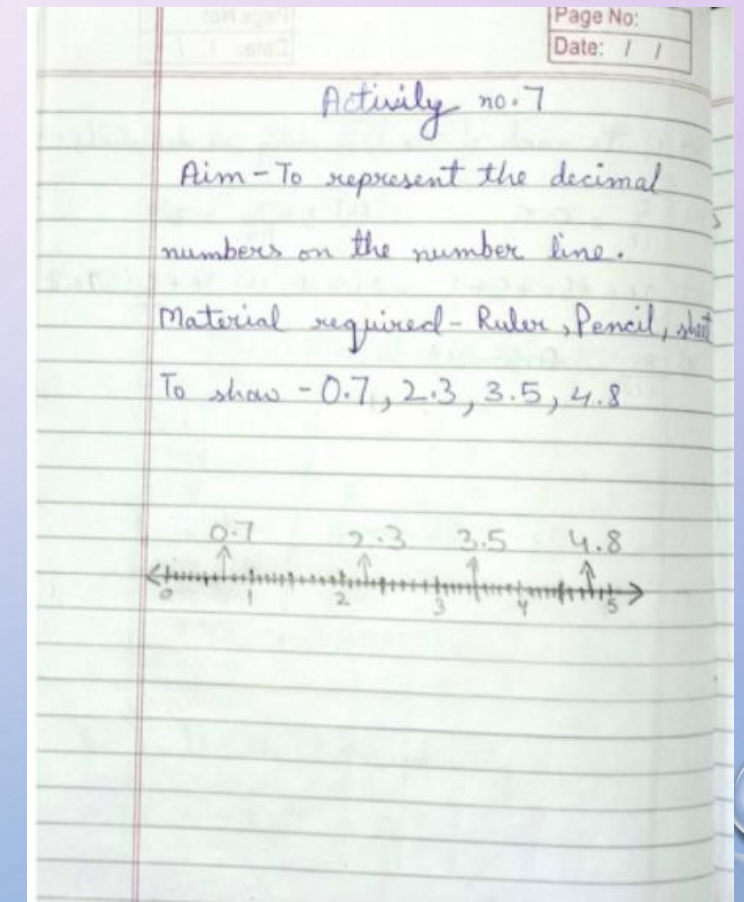 Page No:
Date: / /
Activity no.7
Aim - To represent the decimal
numbers on the number line.
Material required - Ruler, Pencil, sheet
To show - 0.7, 2.3, 3.5, 4.8
0.7 2.3 3.5 4.8
0 1 2 3 4 5